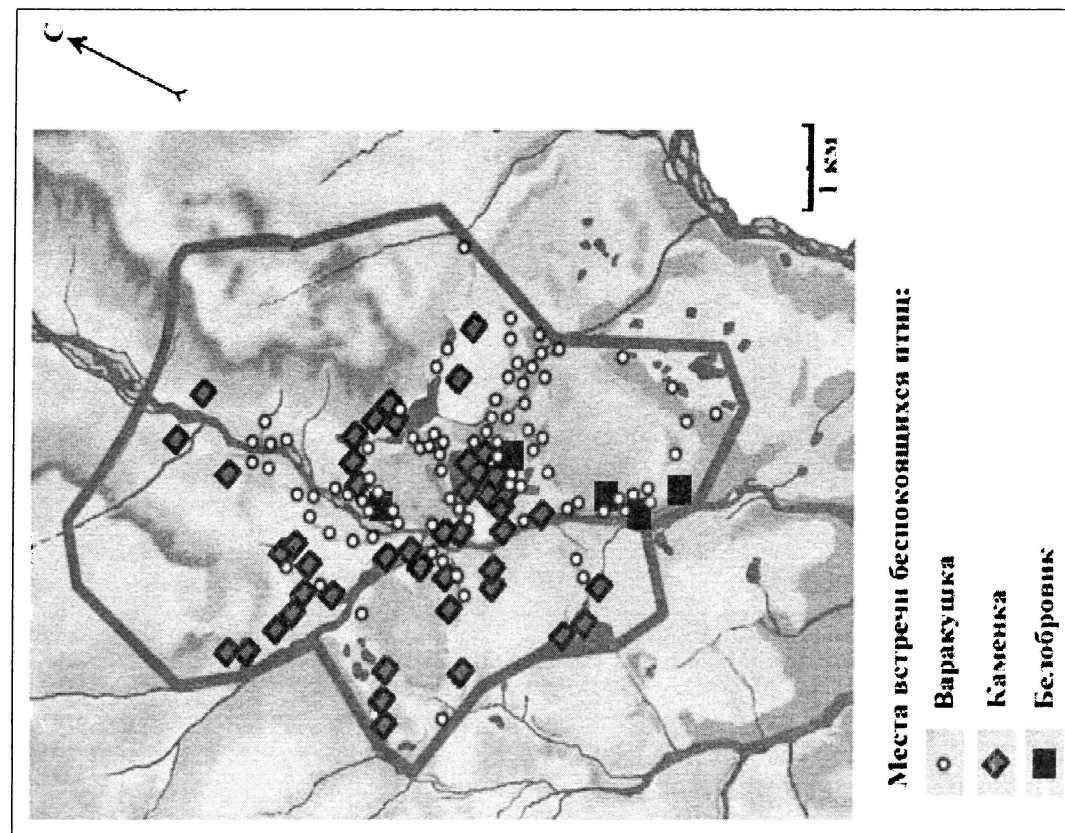 С
1 км
Места встречи беспокоящихся птиц:
Варакушка
Каменка
Белобровик